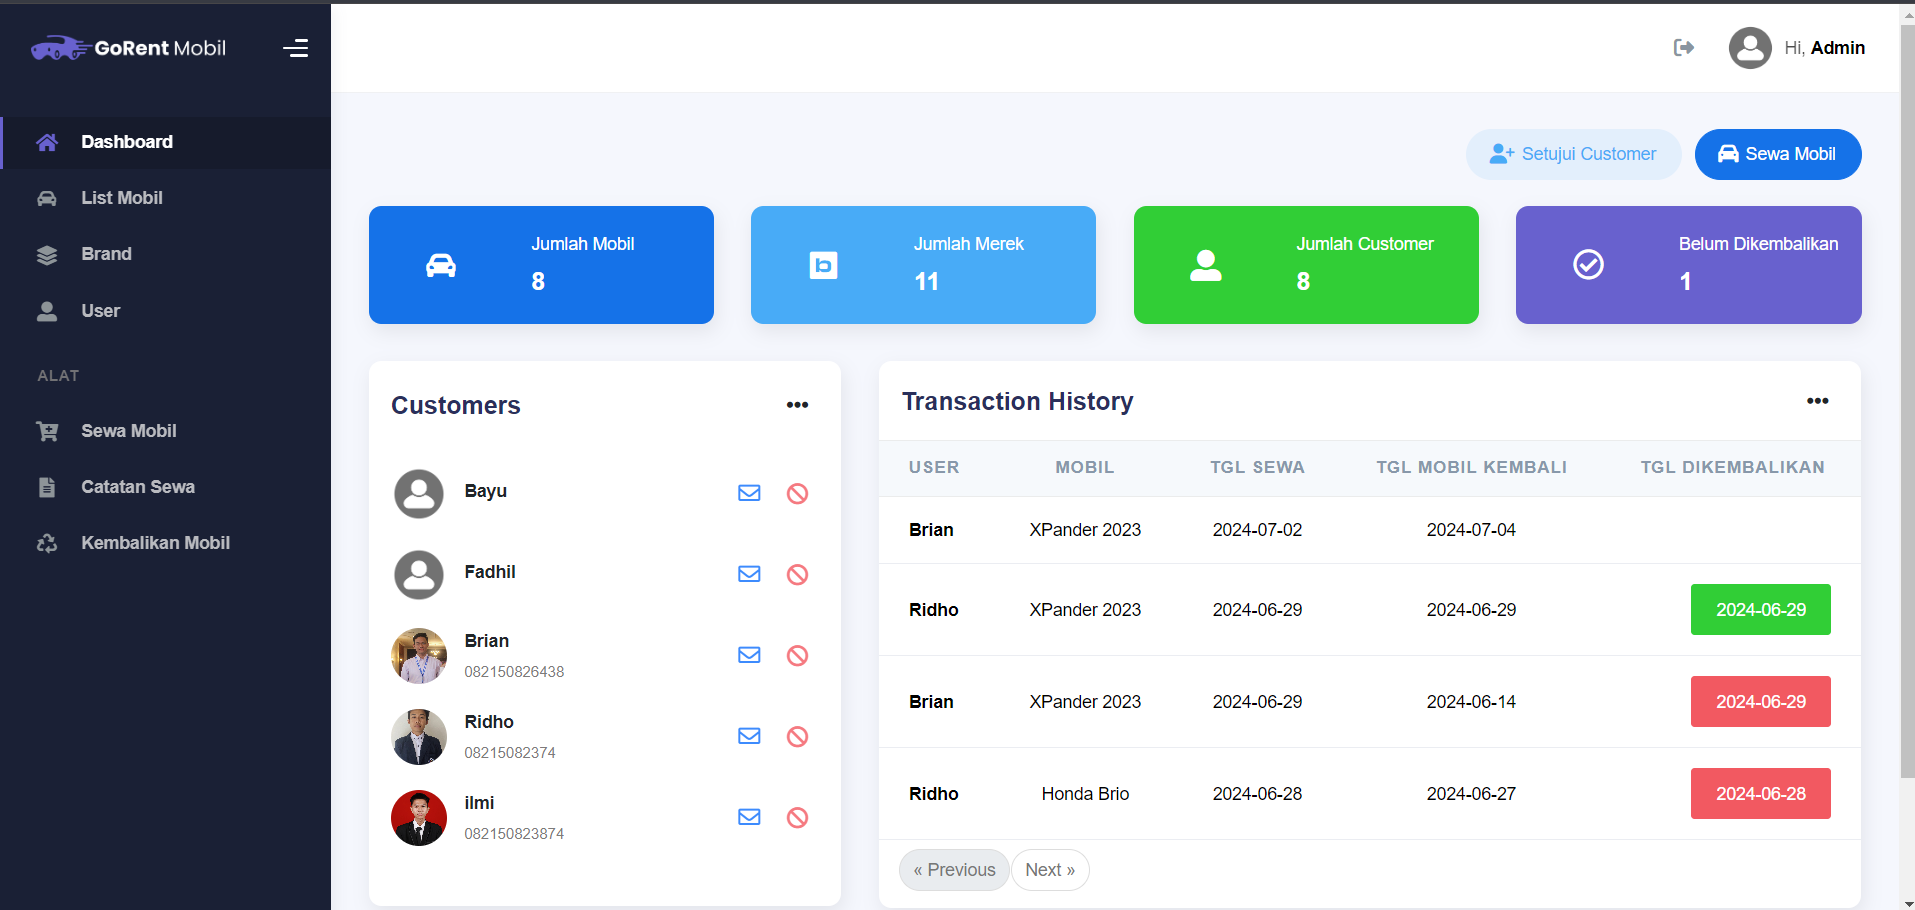 GoRent Mobil
Hi, Admin
Dashboard
List Mobil
Brand
User
ALAT
Sewa Mobil
Catatan Sewa
Kembalikan Mobil
Setujui Customer
Sewa Mobil
Jumlah Mobil
8
b
Jumlah Merek
11
Jumlah Customer
8
Belum Dikembalikan
1
Customers
Bayu
Fadhil
Brian
082150826438
Ridho
08215082374
ilmi
082150823874
Transaction History
USER MOBIL TGL SEWA TGL MOBIL KEMBALI TGL DIKEMBALIKAN
Brian XPander 2023 2024-07-02 2024-07-04
Ridho XPander 2023 2024-06-29 2024-06-29 2024-06-29
Brian XPander 2023 2024-06-29 2024-06-14 2024-06-29
Ridho Honda Brio 2024-06-28 2024-06-27 2024-06-28
« Previous Next »